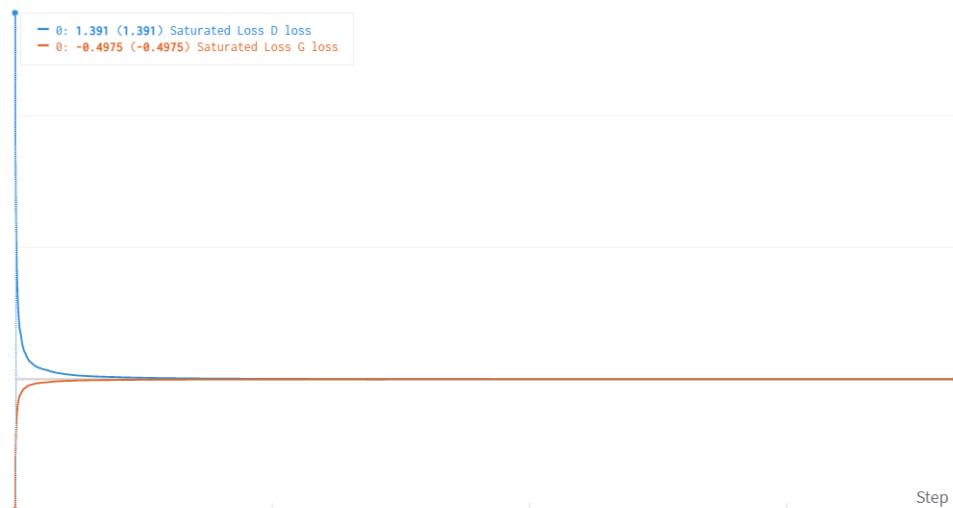 0: 1.391 (1.391) Saturated Loss D loss
0: -0.4975 (-0.4975) Saturated Loss G loss
Step